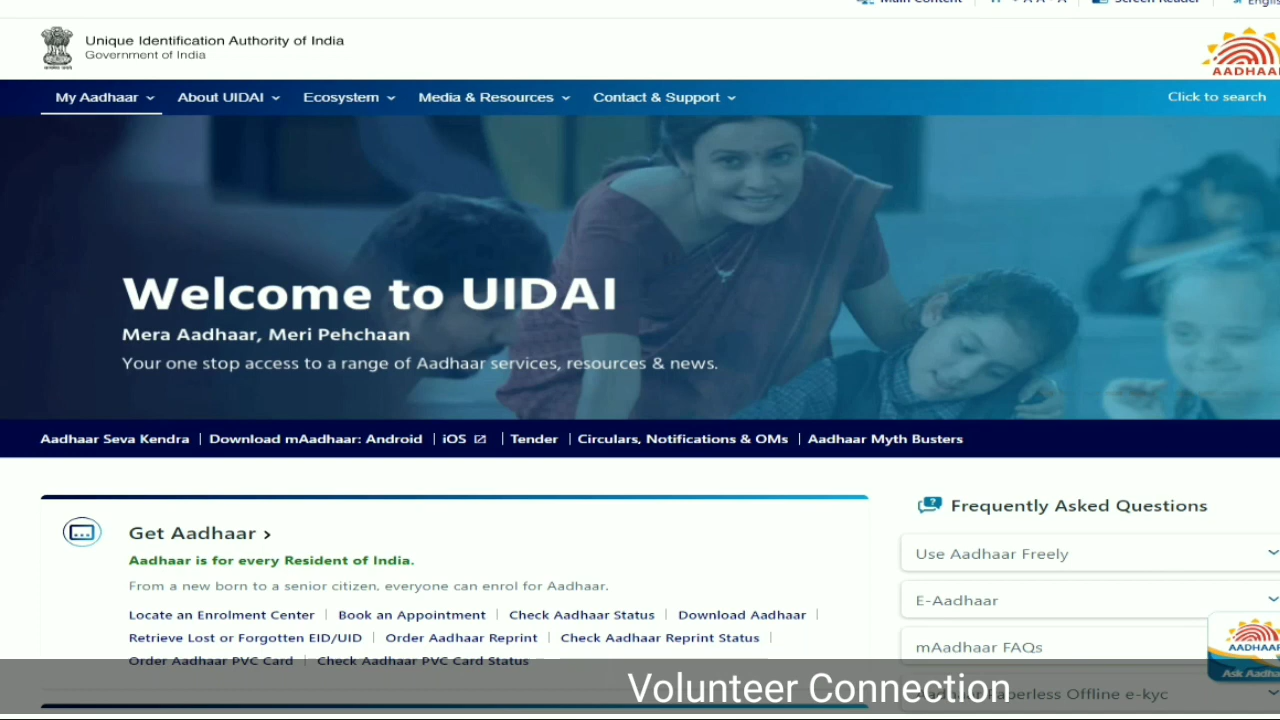 Main Content
Screen Reader
Unique Identification Authority of India
Government of India
AADHAAR
My Aadhaar
About UIDAI
Ecosystem
Media & Resources
Contact & Support
Click to search
Welcome to UIDAI
Mera Aadhaar, Meri Pehchaan
Your one stop access to a range of Aadhaar services, resources & news.
Aadhaar Seva Kendra | Download mAadhaar: Android | iOS | Tender | Circulars, Notifications & OMs | Aadhaar Myth Busters
Get Aadhaar >
Aadhaar is for every Resident of India.
From a new born to a senior citizen, everyone can enrol for Aadhaar.
Locate an Enrolment Center | Book an Appointment | Check Aadhaar Status | Download Aadhaar |
Retrieve Lost or Forgotten EID/UID | Order Aadhaar Reprint | Check Aadhaar Reprint Status |
Order Aadhaar PVC Card | Check Aadhaar PVC Card Status
Frequently Asked Questions
Use Aadhaar Freely
E-Aadhaar
mAadhaar FAQs
Paperless Offline e-kyc
AADHAAR
Ask Aadha
Volunteer Connection